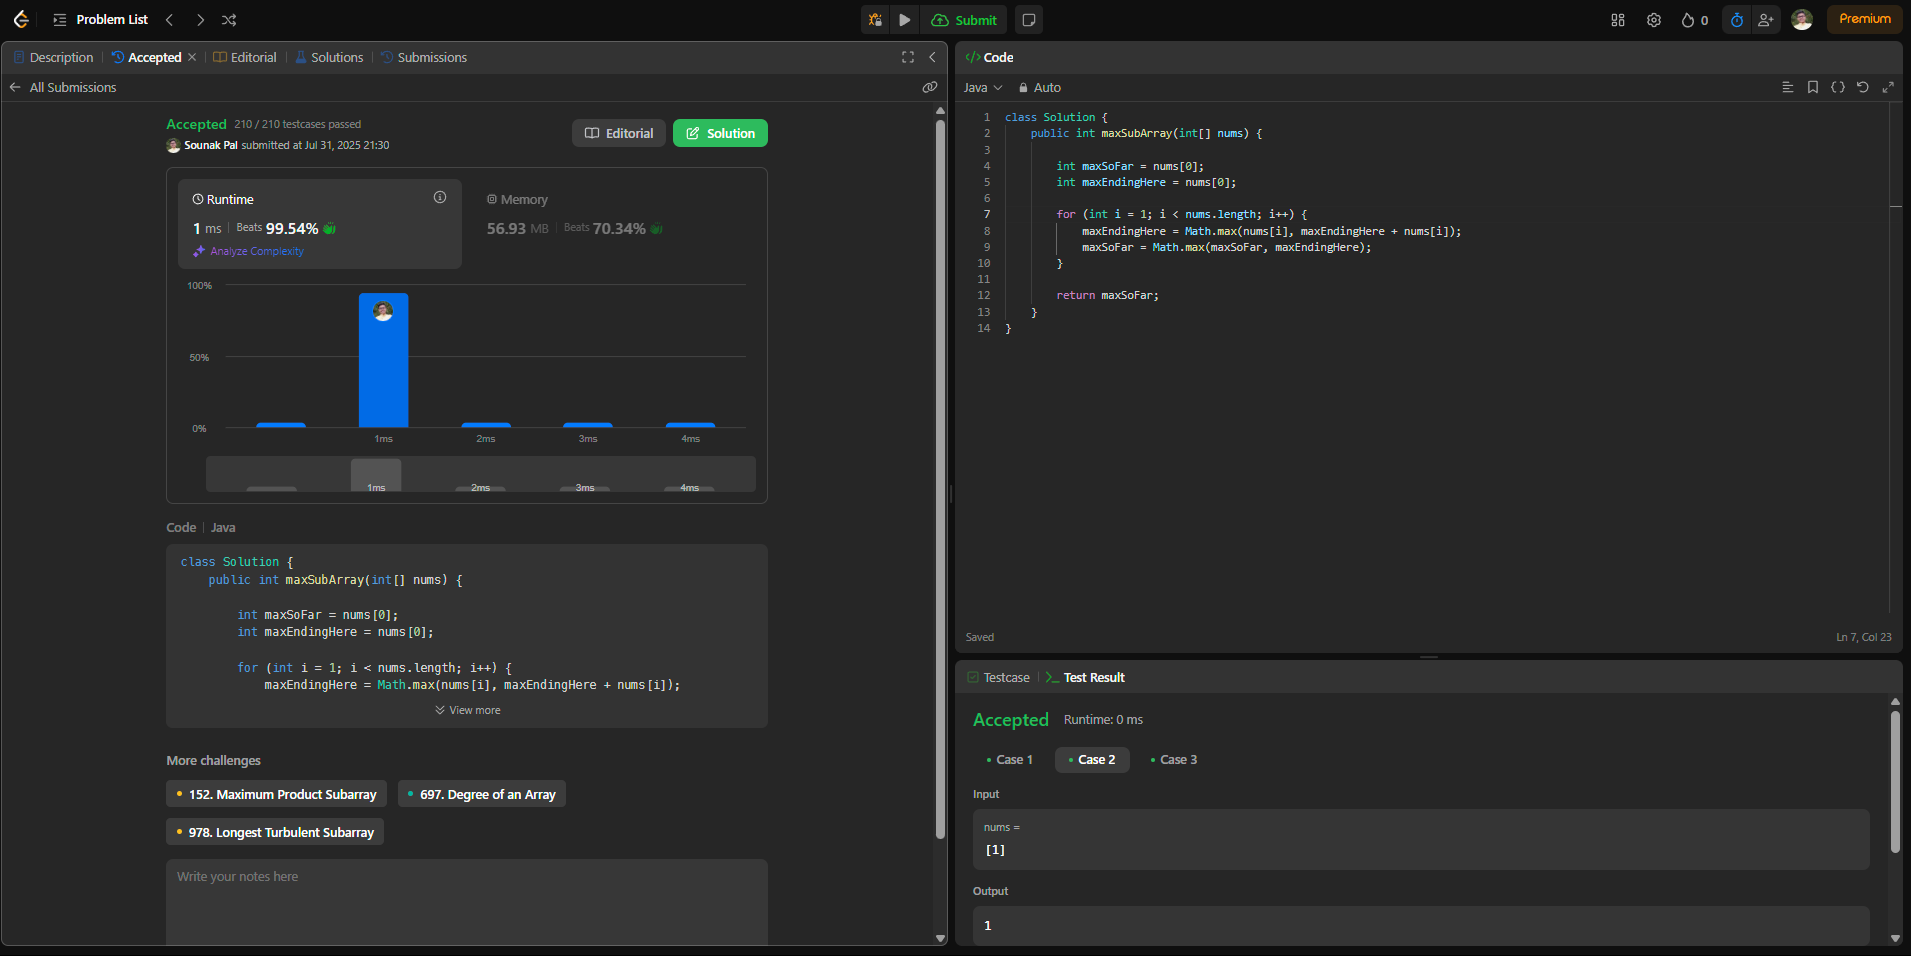 Problem List
Submit
0
Premium
Description
Accepted
Editorial
Solutions
Submissions
All Submissions
Accepted 210 / 210 testcases passed
Sounak Pal submitted at Jul 31, 2025 21:30
Editorial
Solution
Runtime
1 ms Beats 99.54%
Analyze Complexity
Memory
56.93 MB Beats 70.34%
100%
50%
0%
1ms 2ms 3ms 4ms
1ms 2ms 3ms 4ms
Code Java
class Solution {
    public int maxSubArray(int[] nums) {
        int maxSoFar = nums[0];
        int maxEndingHere = nums[0];
        for (int i = 1; i < nums.length; i++) {
            maxEndingHere = Math.max(nums[i], maxEndingHere + nums[i]);
View more
More challenges
152. Maximum Product Subarray
697. Degree of an Array
978. Longest Turbulent Subarray
Write your notes here
</> Code
Java
Auto
1 class Solution {
2     public int maxSubArray(int[] nums) {
3
4         int maxSoFar = nums[0];
5         int maxEndingHere = nums[0];
6
7         for (int i = 1; i < nums.length; i++) {
8             maxEndingHere = Math.max(nums[i], maxEndingHere + nums[i]);
9             maxSoFar = Math.max(maxSoFar, maxEndingHere);
10         }
11
12         return maxSoFar;
13     }
14 }
Saved
Ln 7, Col 23
Testcase
Test Result
Accepted Runtime: 0 ms
Case 1
Case 2
Case 3
Input
nums =
[1]
Output
1